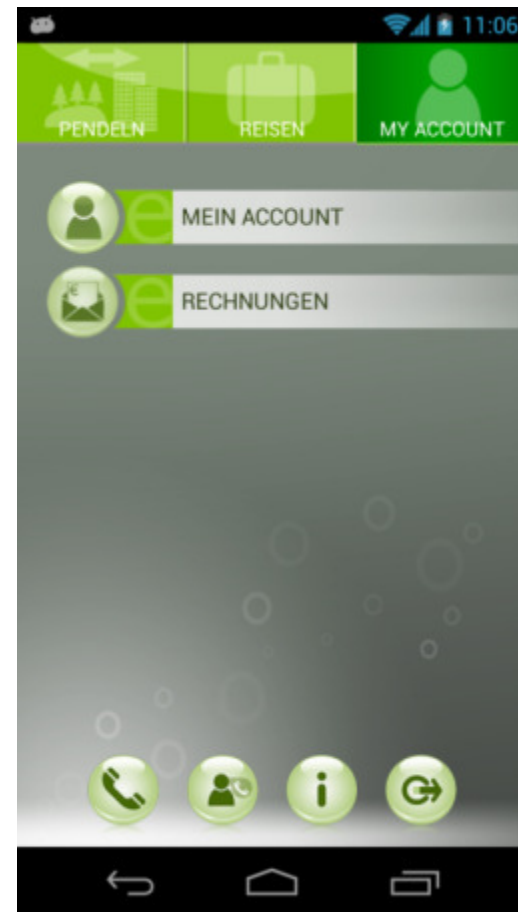 11:06
PENDELN
REISEN
MY ACCOUNT
e MEIN ACCOUNT
e RECHNUNGEN